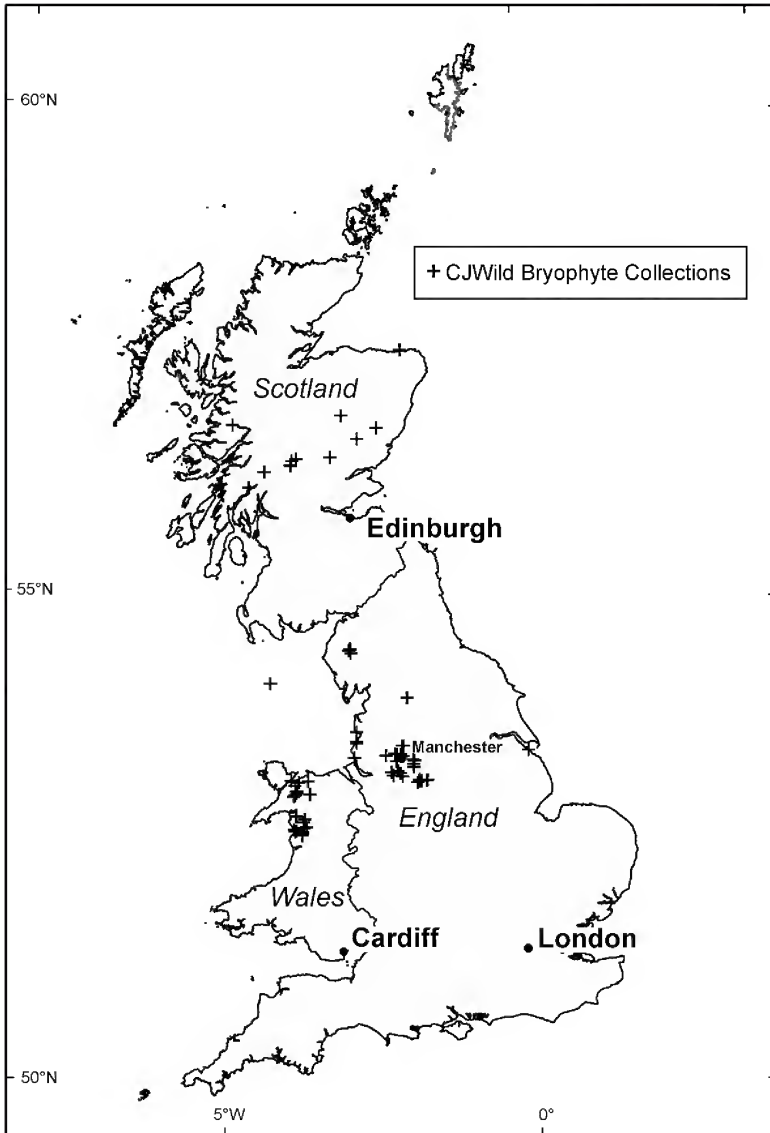 60°N
+ CJWild Bryophyte Collections
Scotland
Edinburgh
55°N
Manchester
England
Wales
Cardiff
London
50°N
5°W
0°